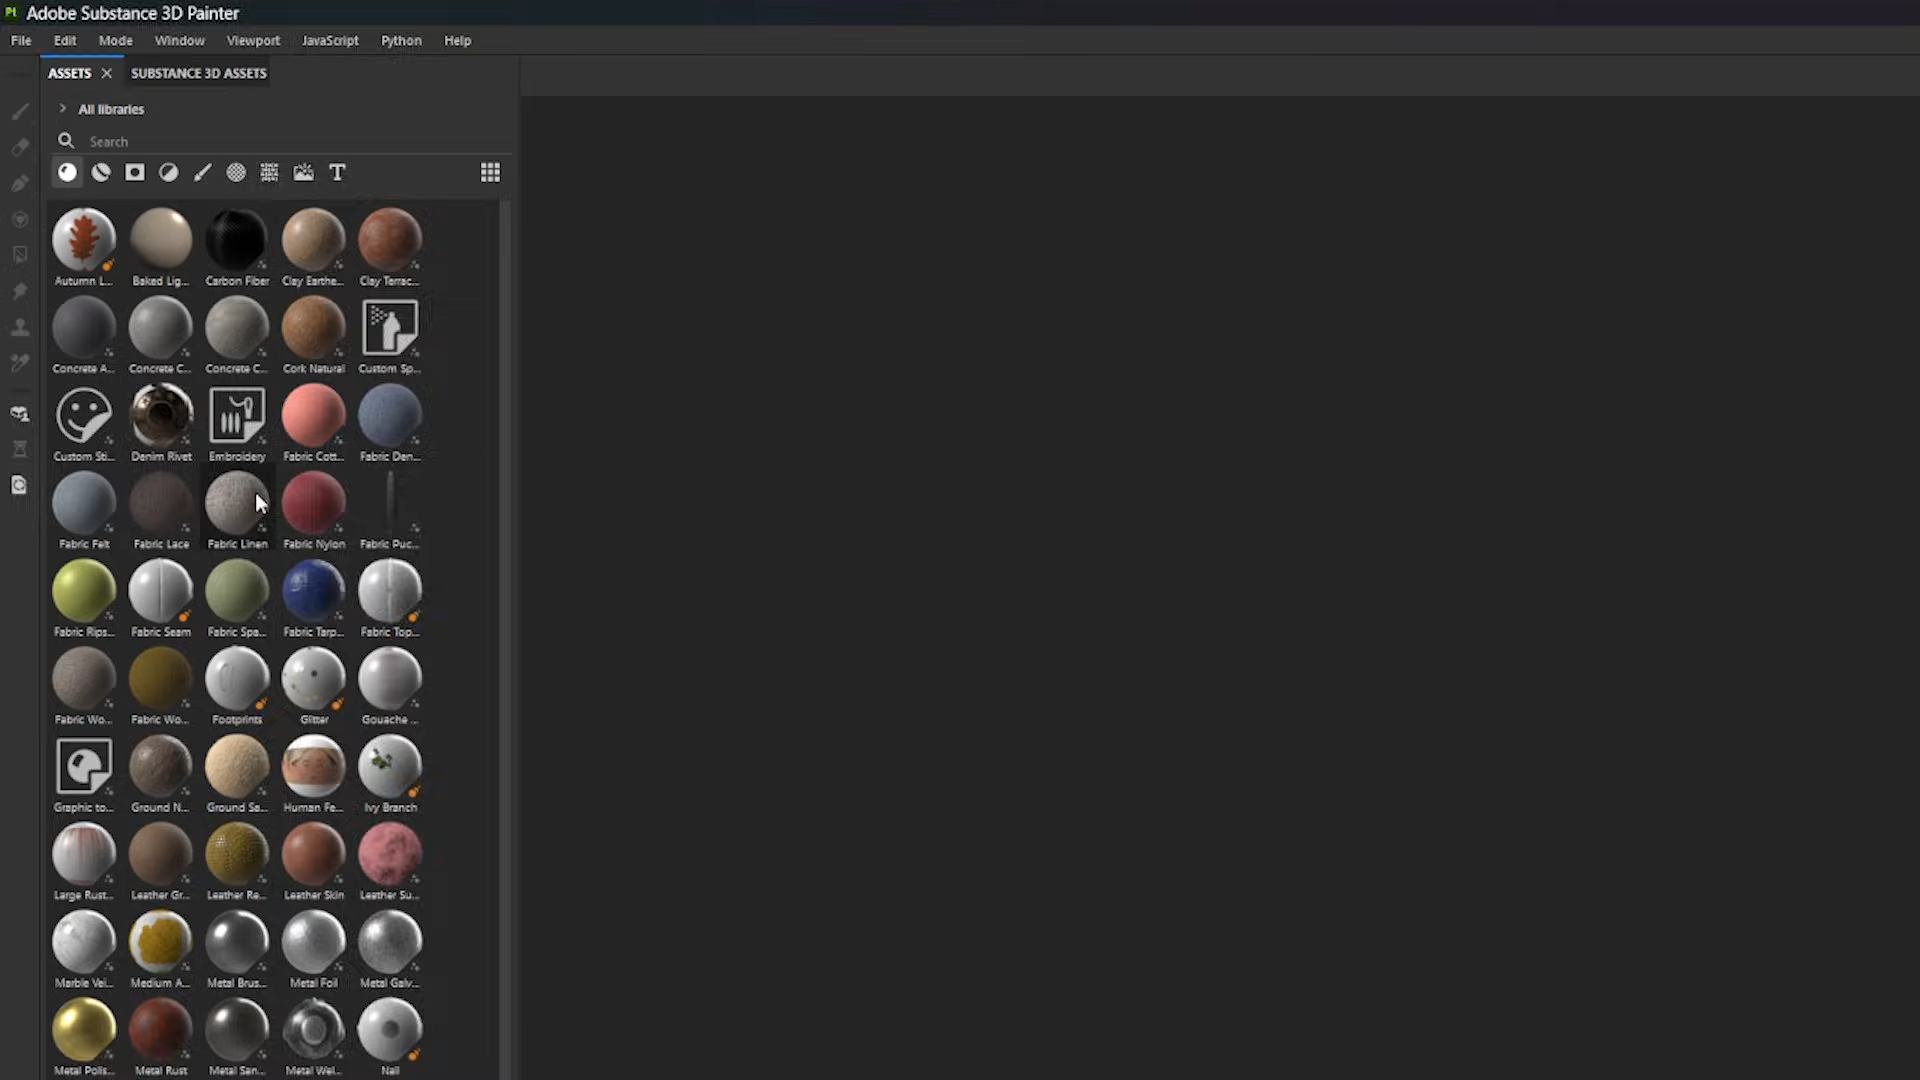 Pt Adobe Substance 3D Painter
File Edit Mode Window Viewport JavaScript Python Help
ASSETS SUBSTANCE 3D ASSETS
All libraries
Search
T
Autumn L... Baked Lig... Carbon Fiber Clay Earthe... Clay Terrac...
Concrete A... Concrete C... Concrete C... Cork Natural Custom Sp...
Custom Sti... Denim Rivet Embroidery Fabric Cott... Fabric Den...
Fabric Felt Fabric Lace Fabric Linen Fabric Nylon Fabric Puc...
Fabric Rips... Fabric Seam Fabric Spa... Fabric Tarp... Fabric Top...
Fabric Wo... Fabric Wo... Footprints Glitter Gouache ...
Graphic to... Ground N... Ground Sa... Human Fe... Ivy Branch
Large Rust... Leather Gr... Leather Re... Leather Skin Leather Su...
Marble Vei... Medium A... Metal Brus... Metal Foil Metal Galv...
Metal Polis... Metal Rust Metal San... Metal Wel... Nail